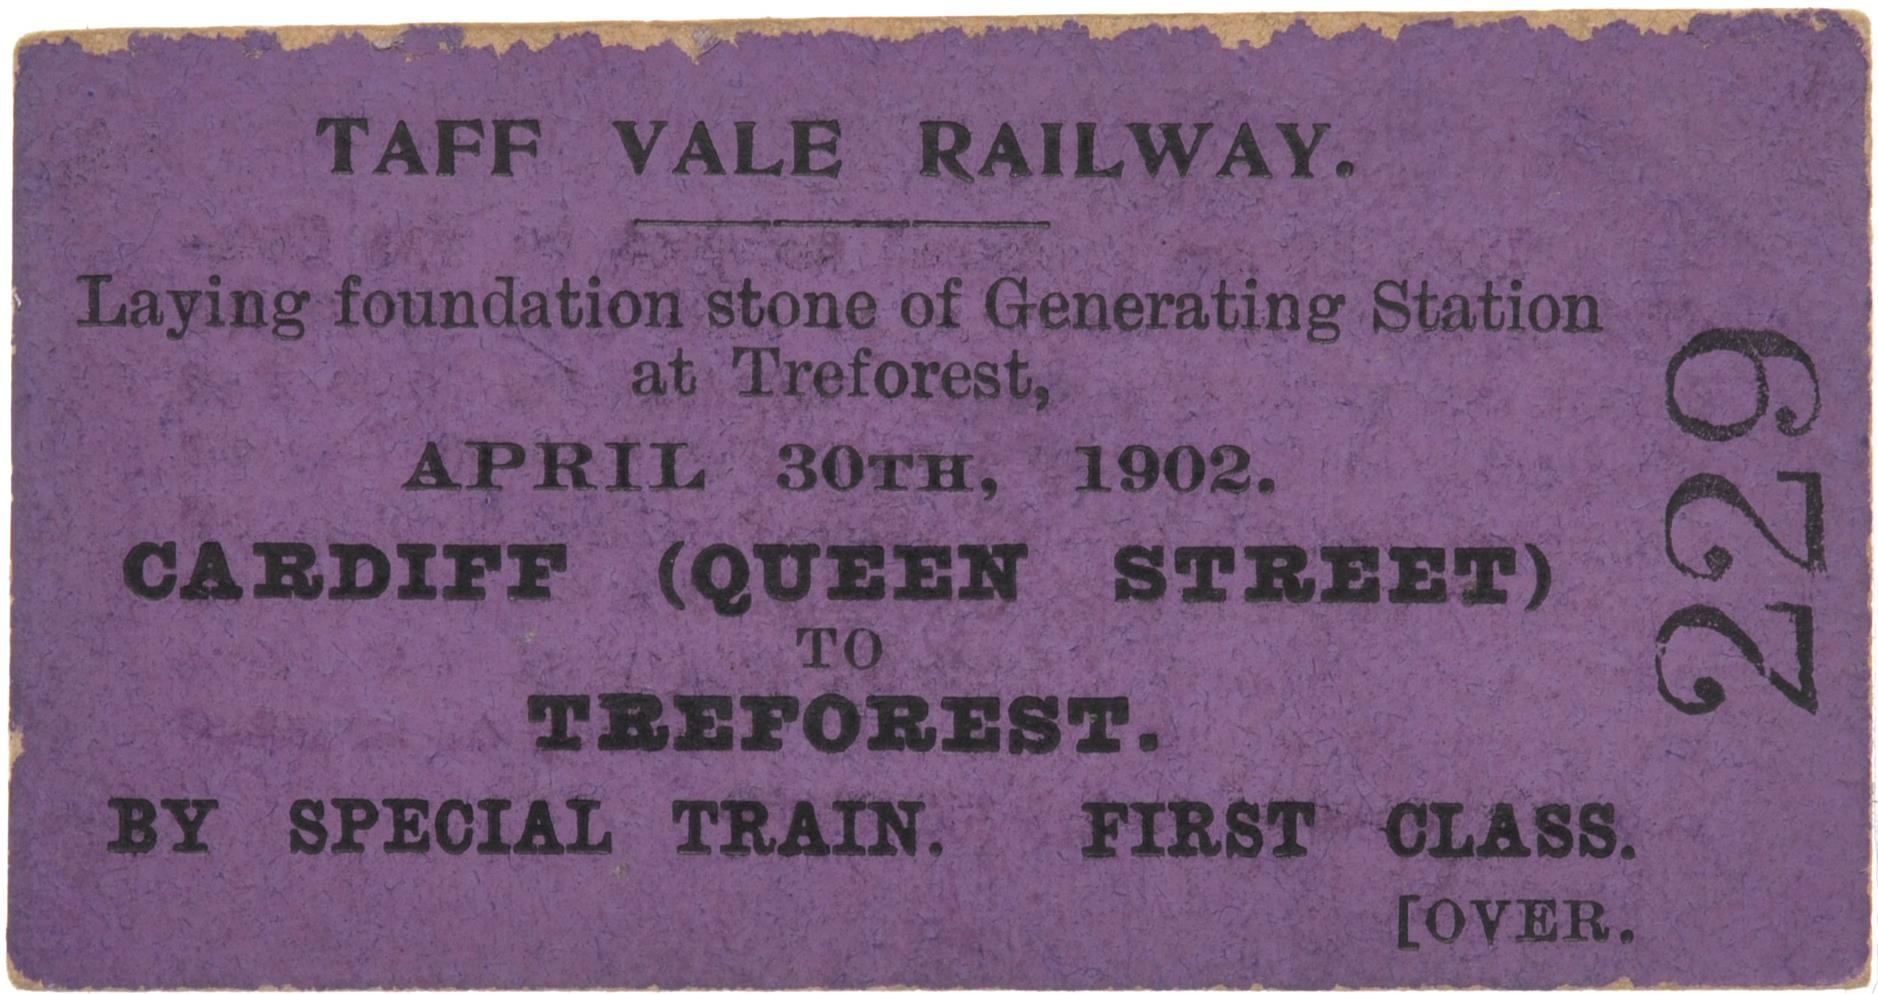 TAFF VALE RAILWAY.
Laying foundation stone of Generating Station
at Treforest,
APRIL 30TH, 1902.
CARDIFF (QUEEN STREET)
TO
TREFOREST.
BY SPECIAL TRAIN. FIRST CLASS.
[OVER.
229